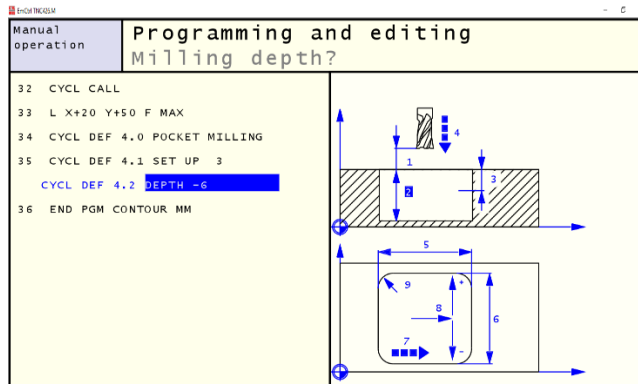 EmCtrl TNC426M
Manual
operation
Programming and editing
Milling depth?
32 CYCL CALL
33 L X+20 Y+50 F MAX
34 CYCL DEF 4.0 POCKET MILLING
35 CYCL DEF 4.1 SET UP 3
CYCL DEF 4.2 DEPTH -6
36 END PGM CONTOUR MM
4
1
2
3
5
9
+
8
6
7
-